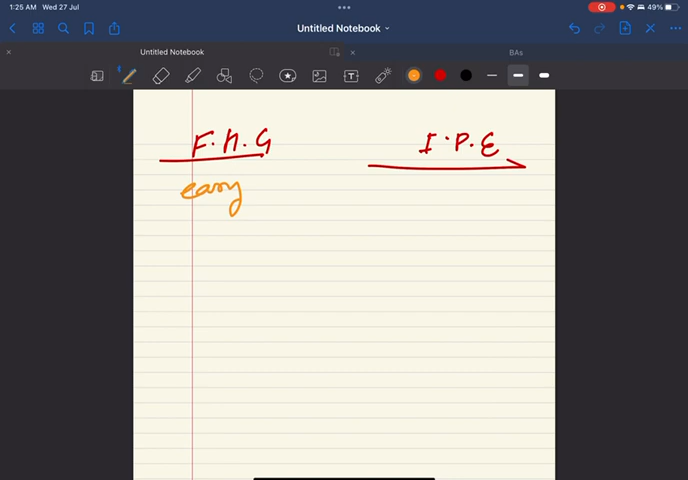 1:25 AM Wed 27 Jul
49%
Untitled Notebook
Untitled Notebook
BAs
F.H.G I.P.E
easy